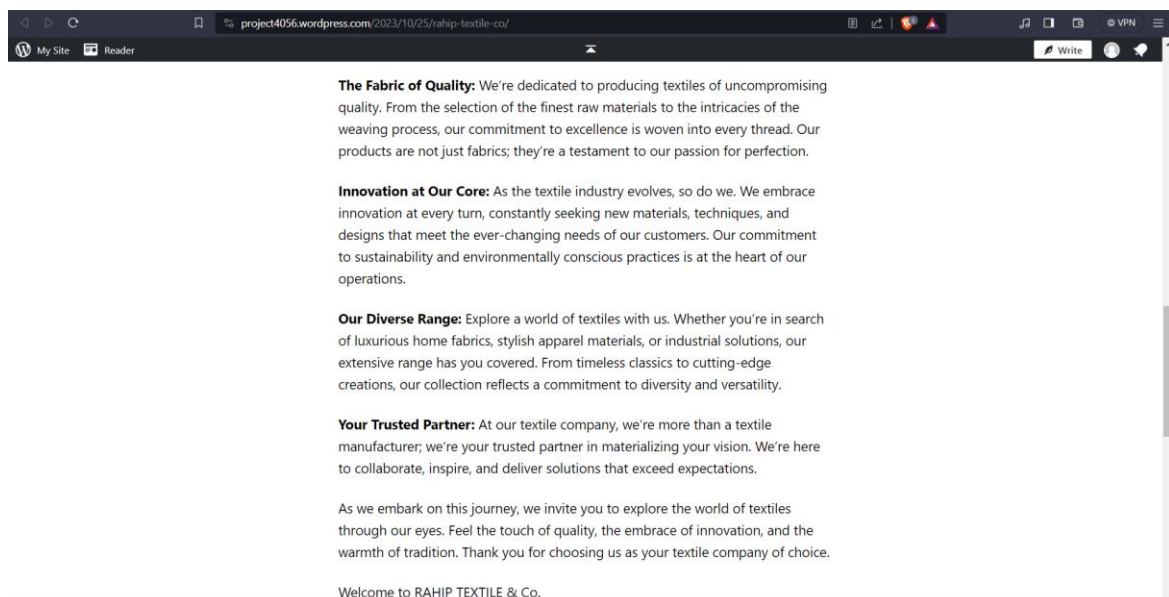 project4056.wordpress.com/2023/10/25/rahip-textile-co/
VPN
My Site Reader
Write
The Fabric of Quality: We're dedicated to producing textiles of uncompromising
quality. From the selection of the finest raw materials to the intricacies of the
weaving process, our commitment to excellence is woven into every thread. Our
products are not just fabrics; they're a testament to our passion for perfection.
Innovation at Our Core: As the textile industry evolves, so do we. We embrace
innovation at every turn, constantly seeking new materials, techniques, and
designs that meet the ever-changing needs of our customers. Our commitment
to sustainability and environmentally conscious practices is at the heart of our
operations.
Our Diverse Range: Explore a world of textiles with us. Whether you're in search
of luxurious home fabrics, stylish apparel materials, or industrial solutions, our
extensive range has you covered. From timeless classics to cutting-edge
creations, our collection reflects a commitment to diversity and versatility.
Your Trusted Partner: At our textile company, we're more than a textile
manufacturer; we're your trusted partner in materializing your vision. We're here
to collaborate, inspire, and deliver solutions that exceed expectations.
As we embark on this journey, we invite you to explore the world of textiles
through our eyes. Feel the touch of quality, the embrace of innovation, and the
warmth of tradition. Thank you for choosing us as your textile company of choice.
Welcome to RAHIP TEXTILE & Co.